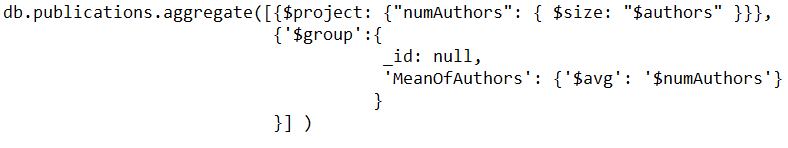 db.publications.aggregate([{$project: {"numAuthors": { $size: "$authors" }}},
{'$group':{
_id: null,
'MeanOfAuthors': {'$avg': '$numAuthors'}
}
}] )